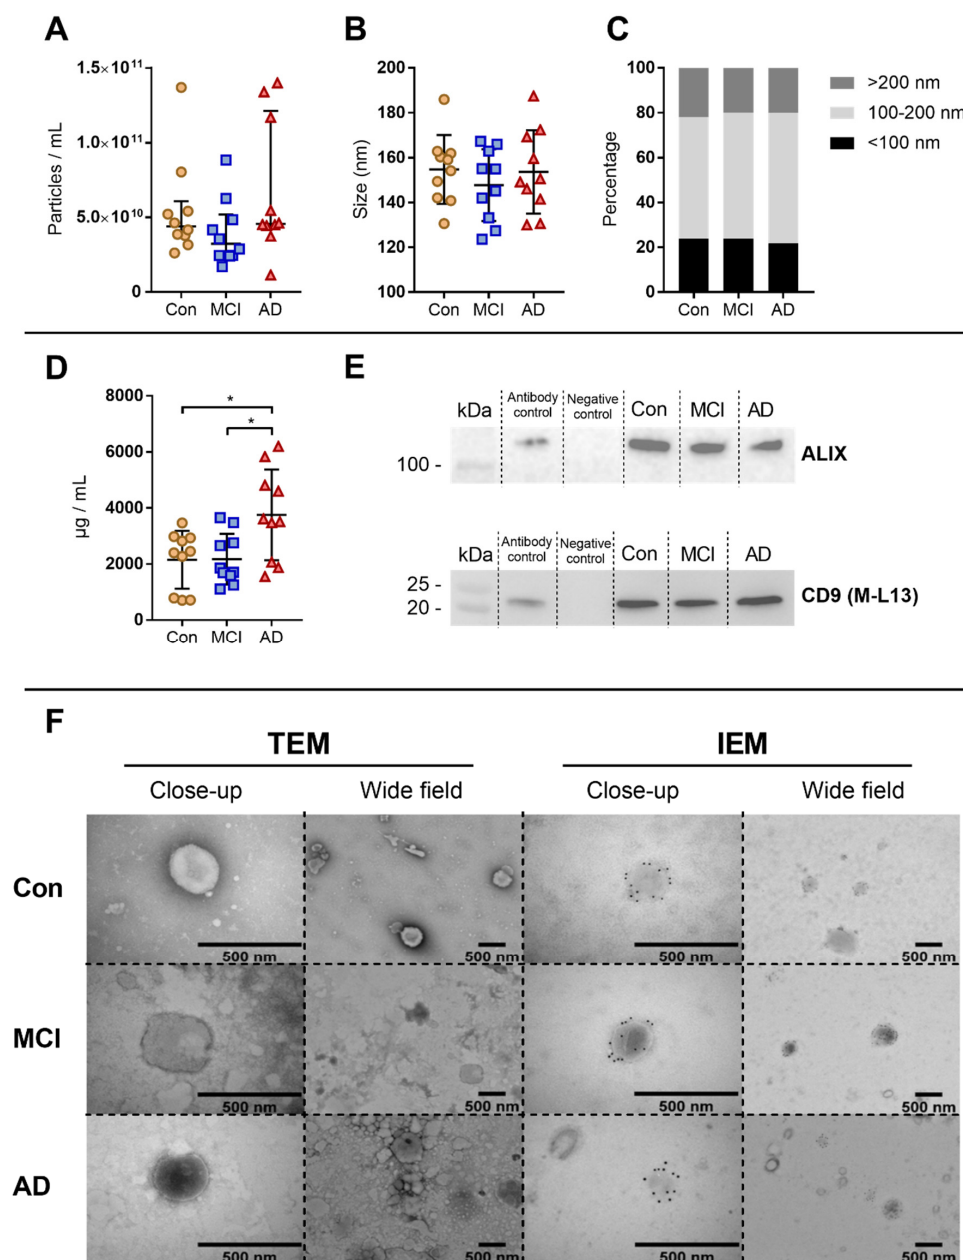 A
B
C
1.5×10¹¹
1.0×10¹¹
5.0×10¹⁰
0
Particles / mL
Con MCI AD
200
180
160
140
120
100
Size (nm)
Con MCI AD
100
80
60
40
20
0
Percentage
Con MCI AD
>200 nm
100-200 nm
<100 nm
D
8000
6000
4000
2000
0
µg / mL
* 
*
Con MCI AD
E
kDa Antibody control Negative control Con MCI AD
100 -
ALIX
kDa Antibody control Negative control Con MCI AD
25 -
20 -
CD9 (M-L13)
F
TEM IEM
Close-up Wide field Close-up Wide field
Con
500 nm 500 nm 500 nm 500 nm
MCI
500 nm 500 nm 500 nm 500 nm
AD
500 nm 500 nm 500 nm 500 nm